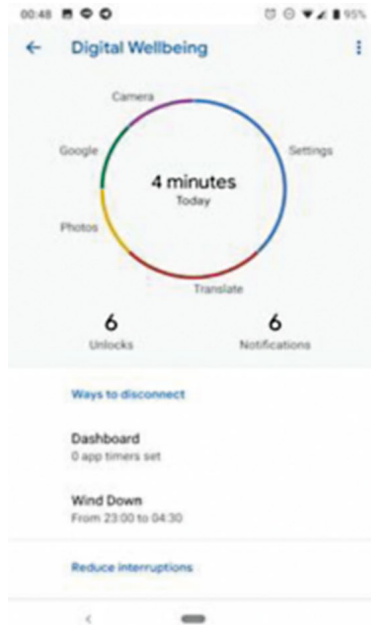 00:48 95%
Digital Wellbeing
Camera
Google
Settings
4 minutes
Today
Photos
Translate
6 6
Unlocks Notifications
Ways to disconnect
Dashboard
0 app timers set
Wind Down
From 23:00 to 04:30
Reduce interruptions